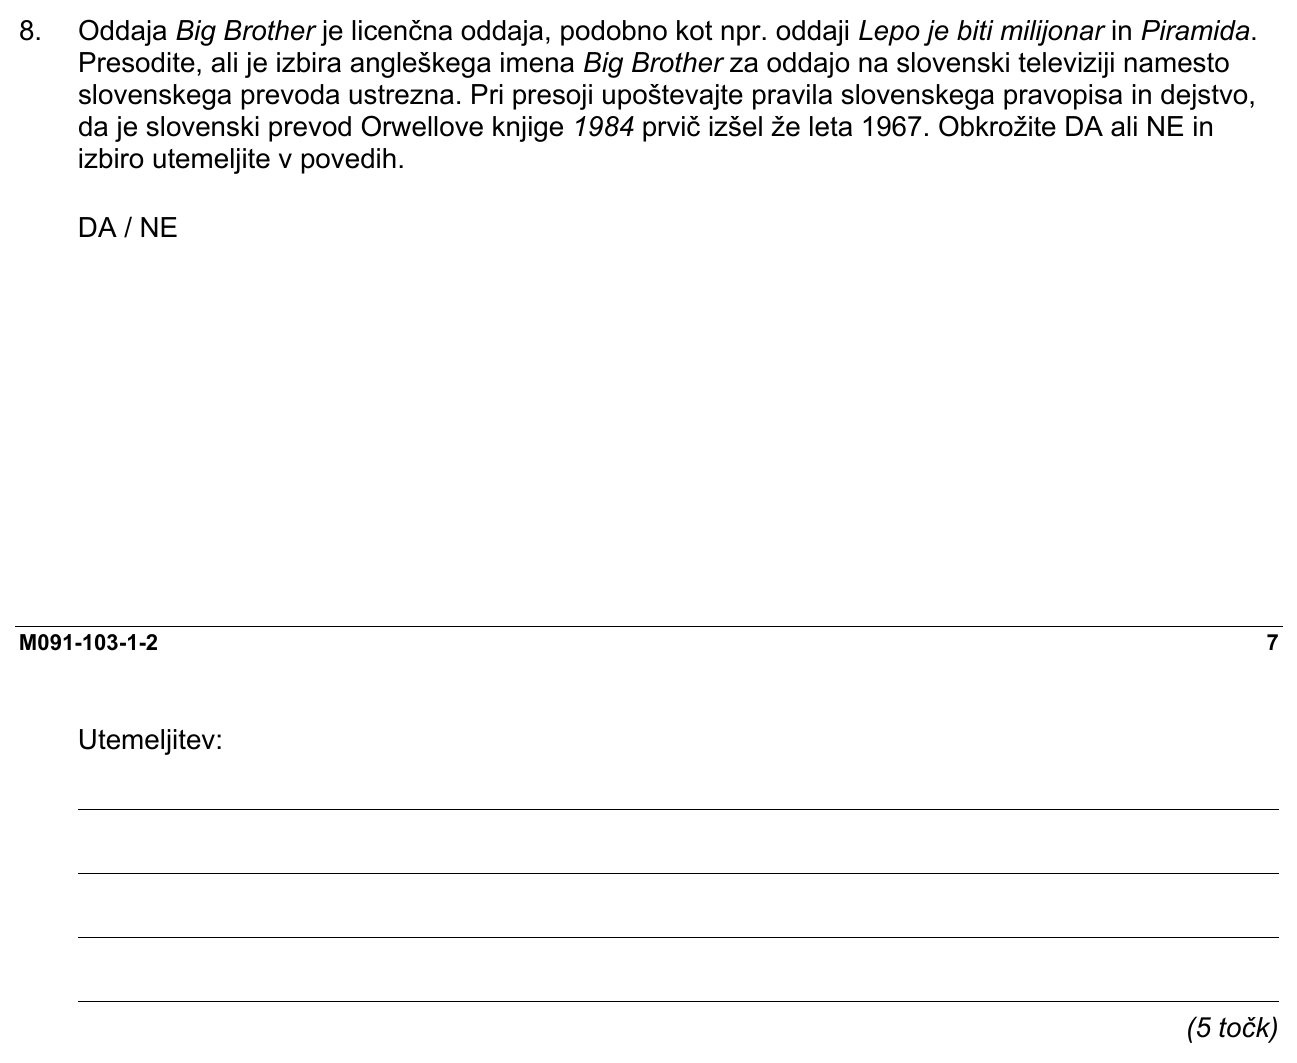 8. Oddaja Big Brother je licenčna oddaja, podobno kot npr. oddaji Lepo je biti milijonar in Piramida.
Presodite, ali je izbira angleškega imena Big Brother za oddajo na slovenski televiziji namesto
slovenskega prevoda ustrezna. Pri presoji upoštevajte pravila slovenskega pravopisa in dejstvo,
da je slovenski prevod Orwellove knjige 1984 prvič izšel že leta 1967. Obkrožite DA ali NE in
izbiro utemeljite v povedih.
DA / NE
M091-103-1-2 7
Utemeljitev:
(5 točk)